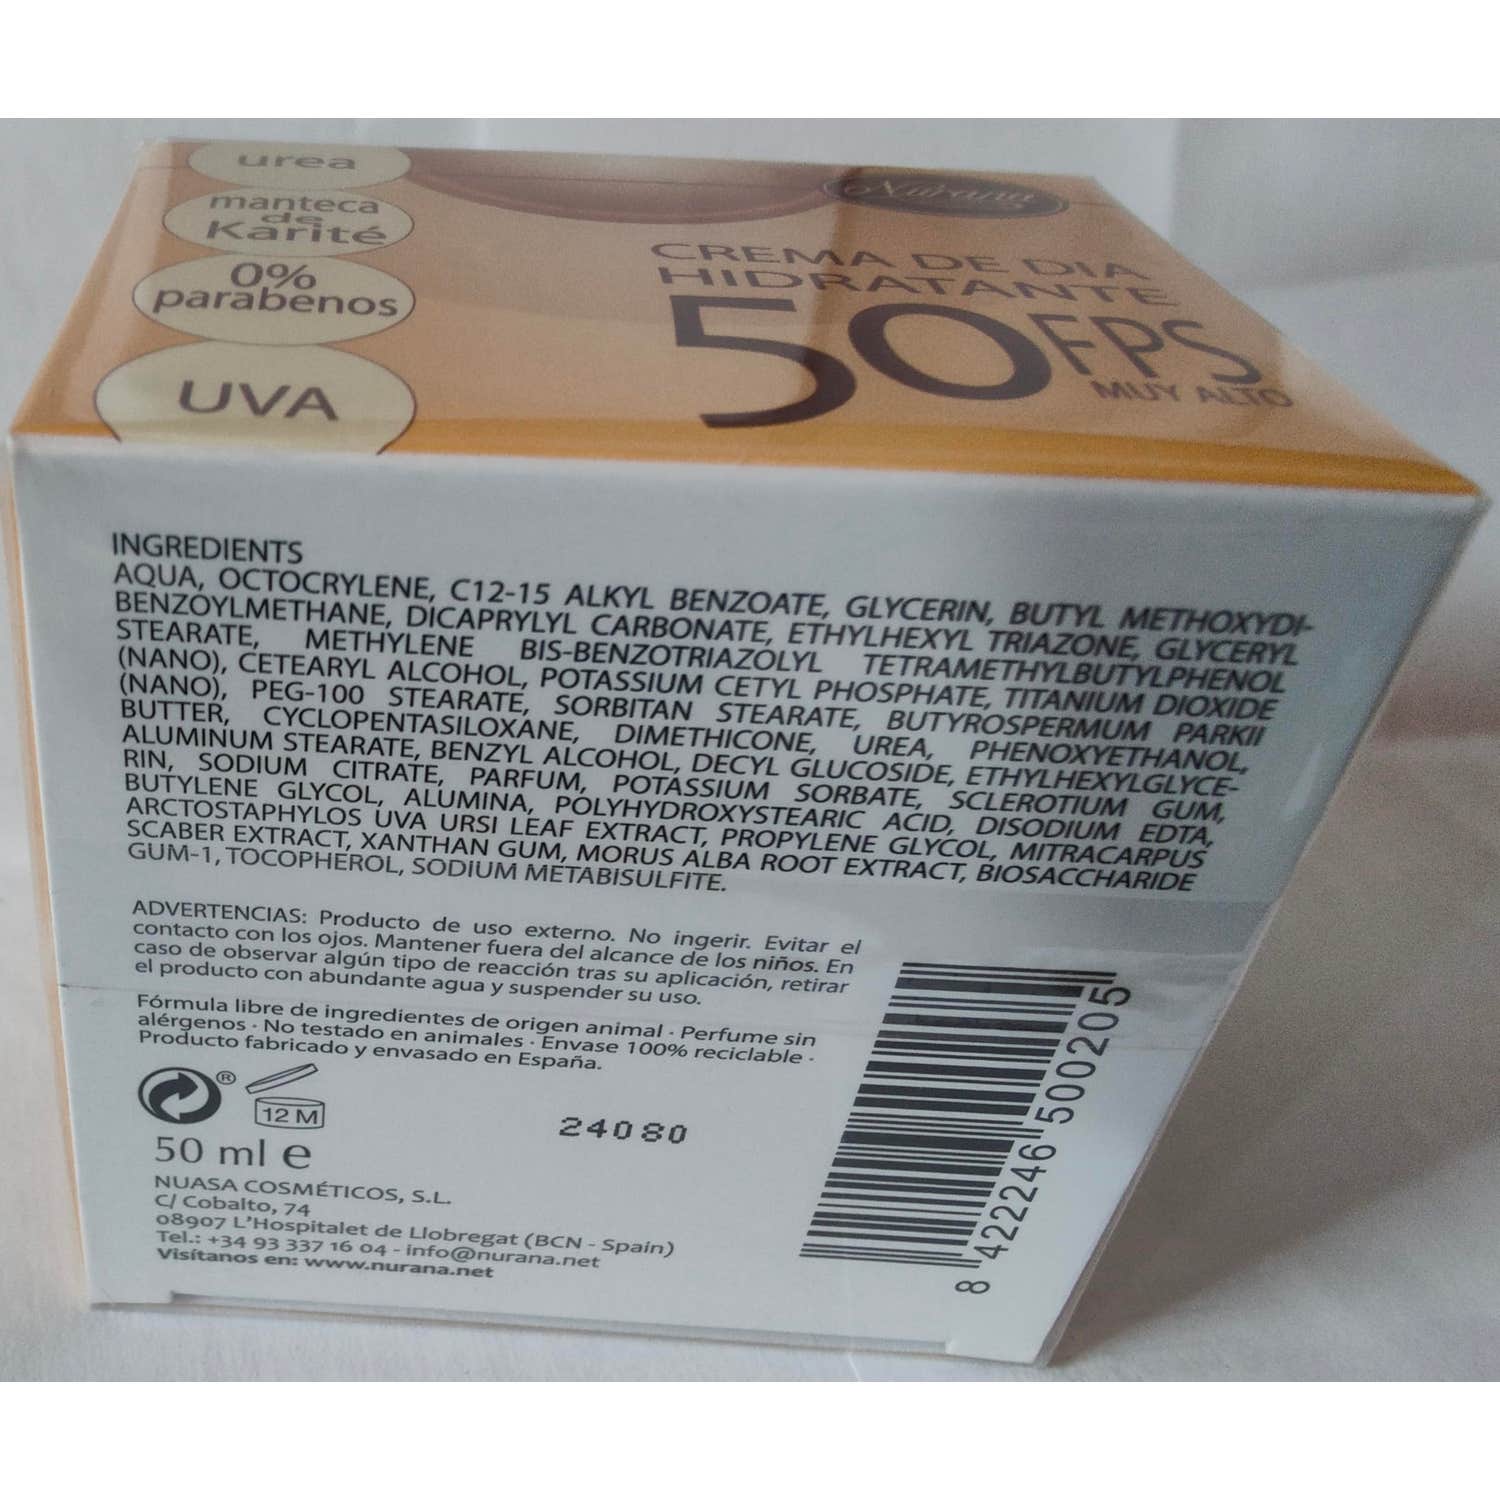 urea
manteca
de
Karité
0%
parabenos
UVA
Nurana
CREMA DE DIA
HIDRATANTE
50 FPS
MUY ALTO
INGREDIENTS
AQUA, OCTOCRYLENE, C12-15 ALKYL BENZOATE, GLYCERIN, BUTYL METHOXYDI-
BENZOYLMETHANE, DICAPRYLYL CARBONATE, ETHYLHEXYL TRIAZONE, GLYCERYL
STEARATE, METHYLENE BIS-BENZOTRIAZOLYL TETRAMETHYLBUTYLPHENOL
(NANO), CETEARYL ALCOHOL, POTASSIUM CETYL PHOSPHATE, TITANIUM DIOXIDE
(NANO), PEG-100 STEARATE, SORBITAN STEARATE, BUTYROSPERMUM PARKII
BUTTER, CYCLOPENTASILOXANE, DIMETHICONE, UREA, PHENOXYETHANOL,
ALUMINUM STEARATE, BENZYL ALCOHOL, DECYL GLUCOSIDE, ETHYLHEXYLGLYCE-
RIN, SODIUM CITRATE, PARFUM, POTASSIUM SORBATE, SCLEROTIUM GUM,
BUTYLENE GLYCOL, ALUMINA, POLYHYDROXYSTEARIC ACID, DISODIUM EDTA,
ARCTOSTAPHYLOS UVA URSI LEAF EXTRACT, PROPYLENE GLYCOL, MITRACARPUS
SCABER EXTRACT, XANTHAN GUM, MORUS ALBA ROOT EXTRACT, BIOSACCHARIDE
GUM-1, TOCOPHEROL, SODIUM METABISULFITE.
ADVERTENCIAS: Producto de uso externo. No ingerir. Evitar el
contacto con los ojos. Mantener fuera del alcance de los niños. En
caso de observar algún tipo de reacción tras su aplicación, retirar
el producto con abundante agua y suspender su uso.
Fórmula libre de ingredientes de origen animal · Perfume sin
alérgenos · No testado en animales · Envase 100% reciclable ·
Producto fabricado y envasado en España.
®
12 M
24080
50 ml e
NUASA COSMÉTICOS, S.L.
C/ Cobalto, 74
08907 L'Hospitalet de Llobregat (BCN - Spain)
Tel.: +34 93 337 16 04 - info@nurana.net
Visítanos en: www.nurana.net
8 422246 500205